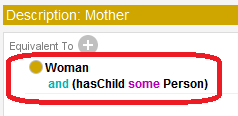 Description: Mother
Equivalent To
Woman
and (hasChild some Person)